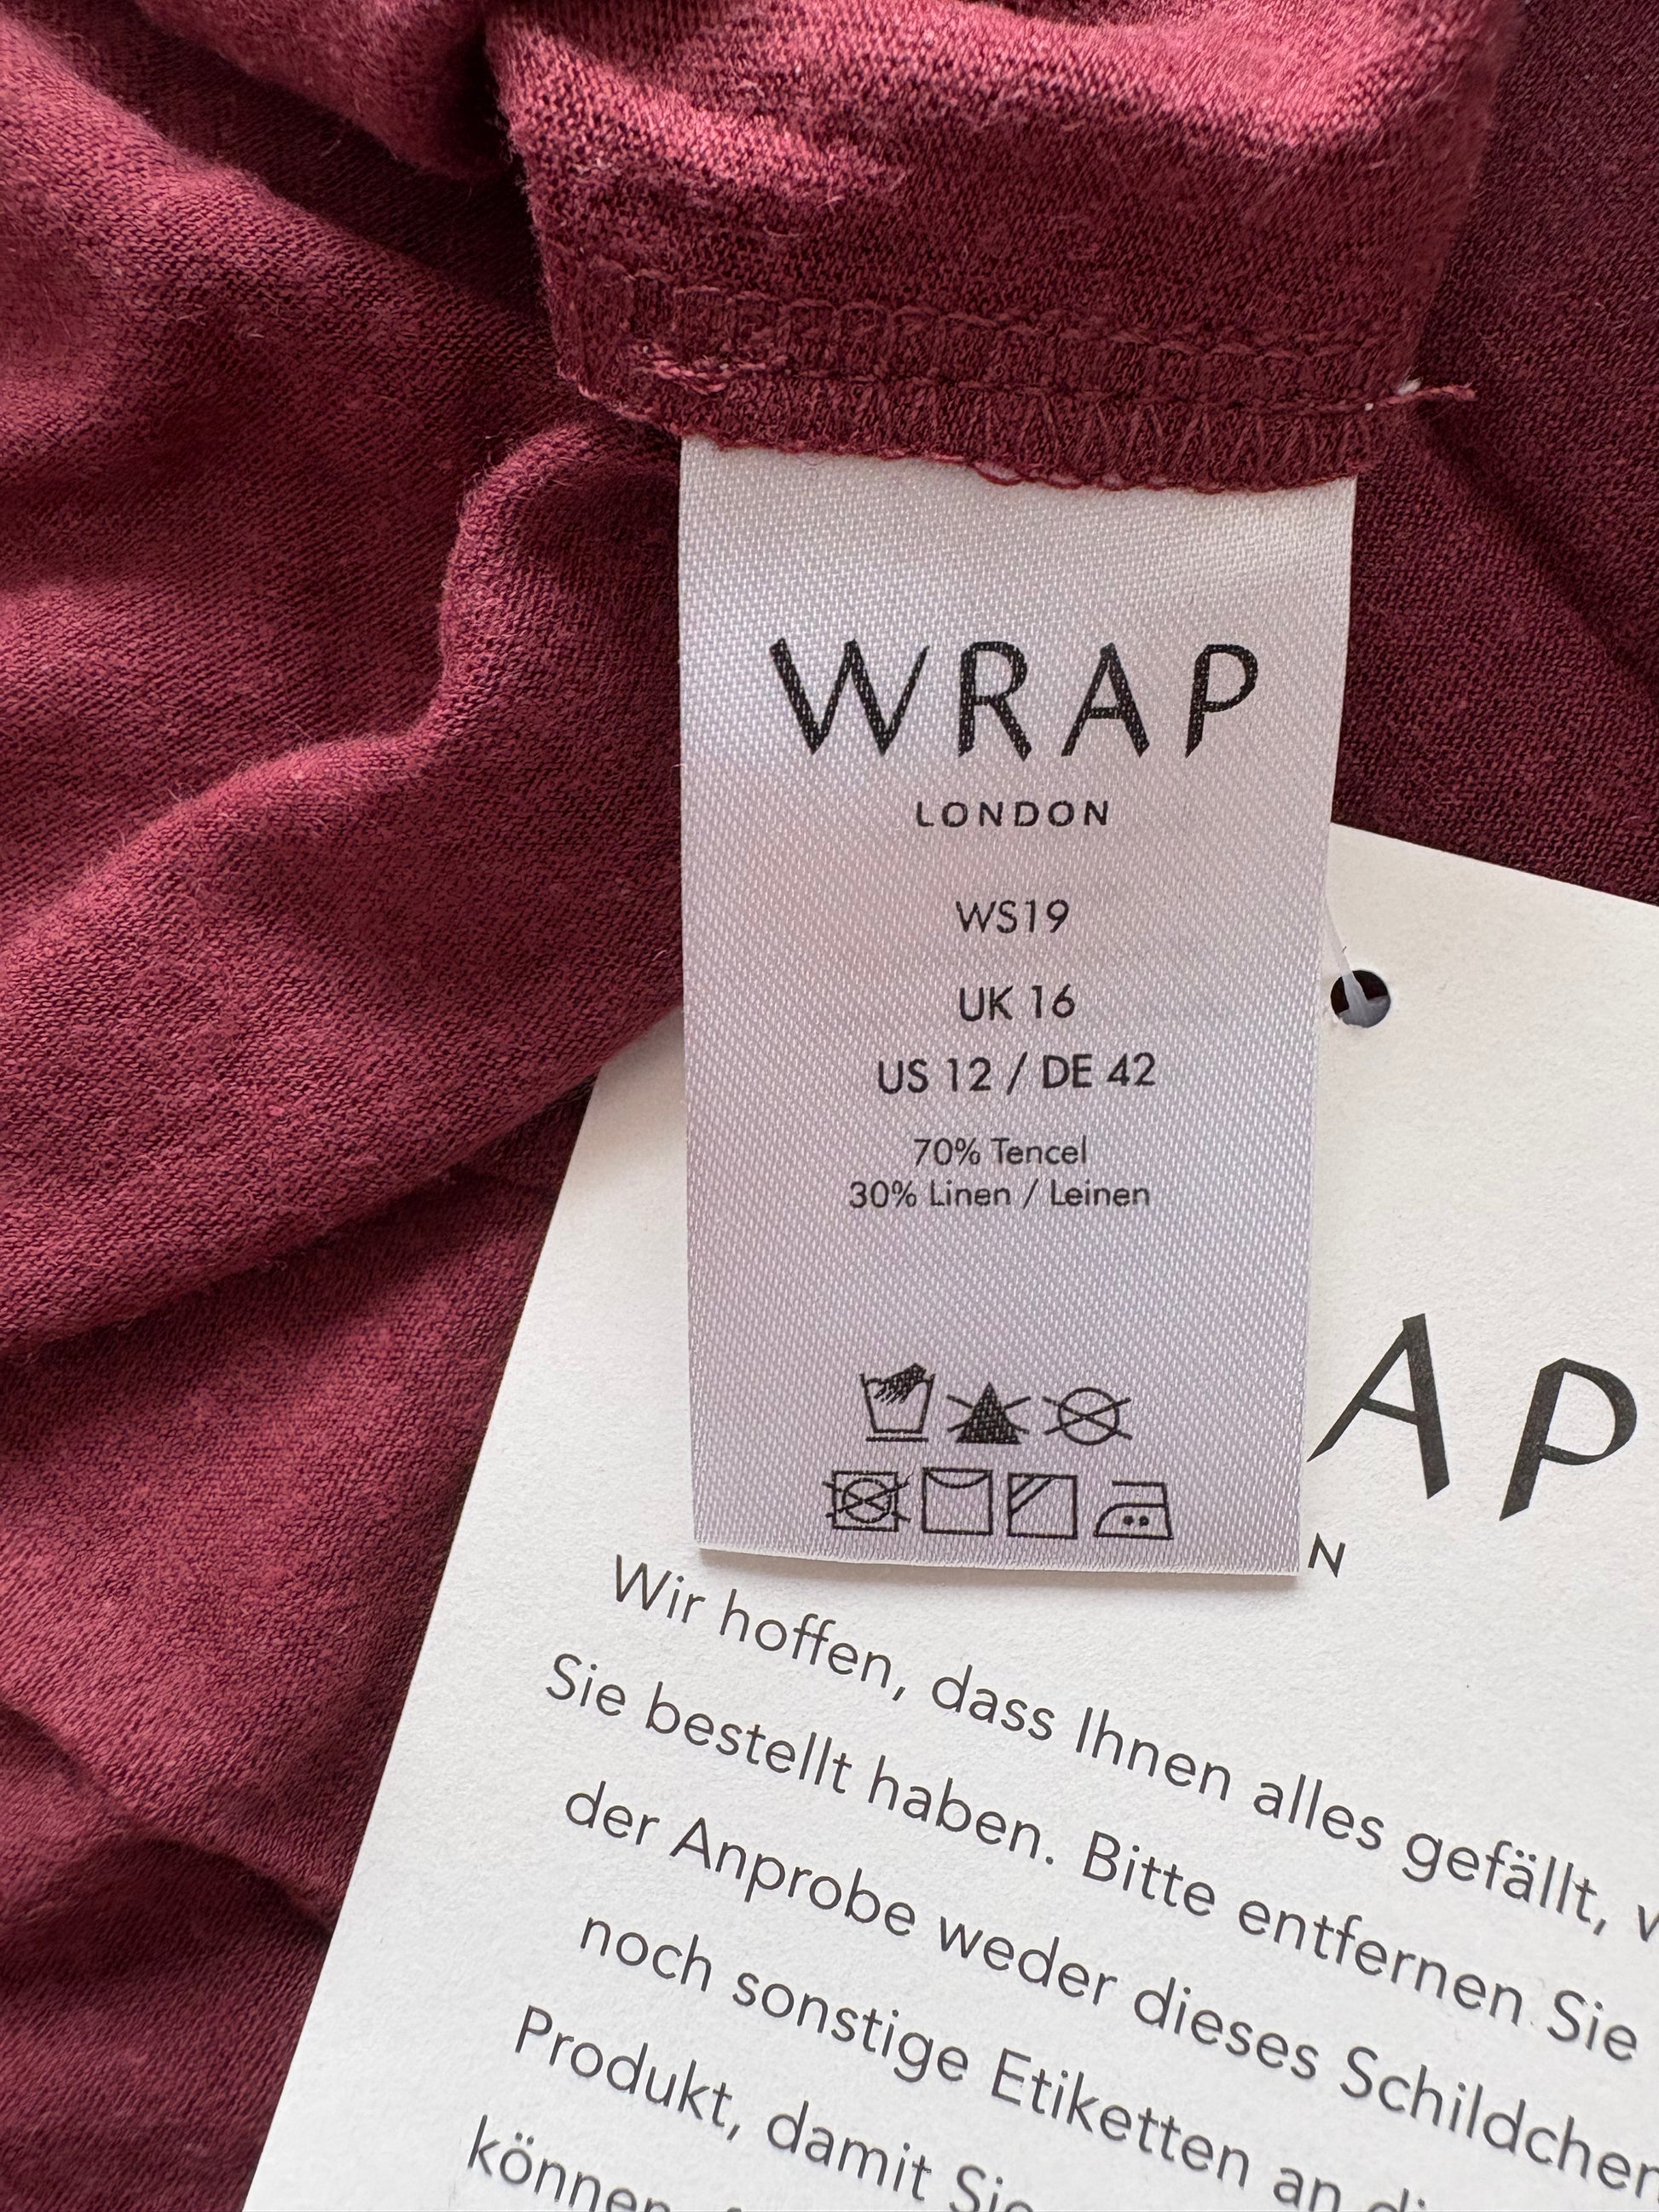 WRAP
LONDON
WS19
UK 16
US 12 / DE 42
70% Tencel
30% Linen / Leinen
AP
N
Wir hoffen, dass Ihnen alles gefällt,
Sie bestellt haben. Bitte entfernen Sie
der Anprobe weder dieses Schildchen
noch sonstige Etiketten an
Produkt, damit Sie
können